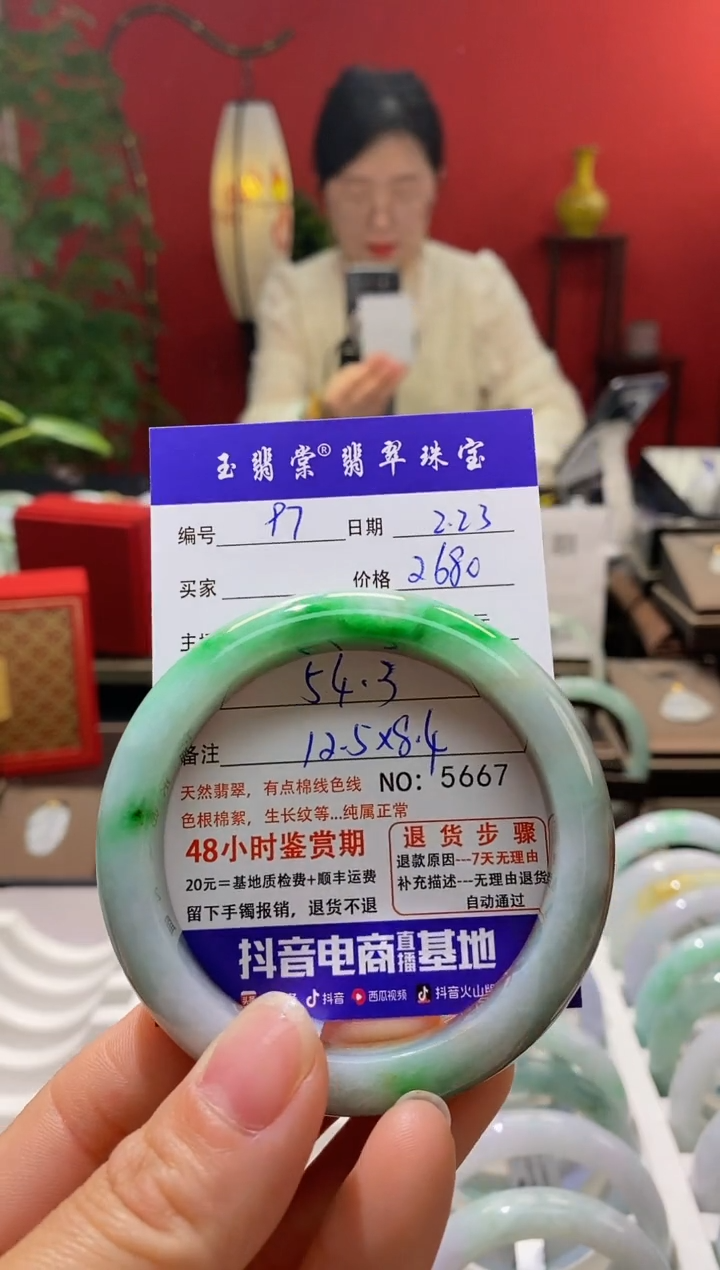 玉翡棠®翡翠珠宝
编号 97 日期 2.23
买家 价格 2680
54.3
备注 12.5x8.4
天然翡翠，有点棉线色线 NO: 5667
色根棉絮，生长纹等...纯属正常
48小时鉴赏期
20元=基地质检费+顺丰运费
留下手镯报销，退货不退
退货步骤
退款原因---7天无理由
补充描述---无理由退货
自动通过
抖音电商直播基地
抖音 西瓜视频 抖音火山版